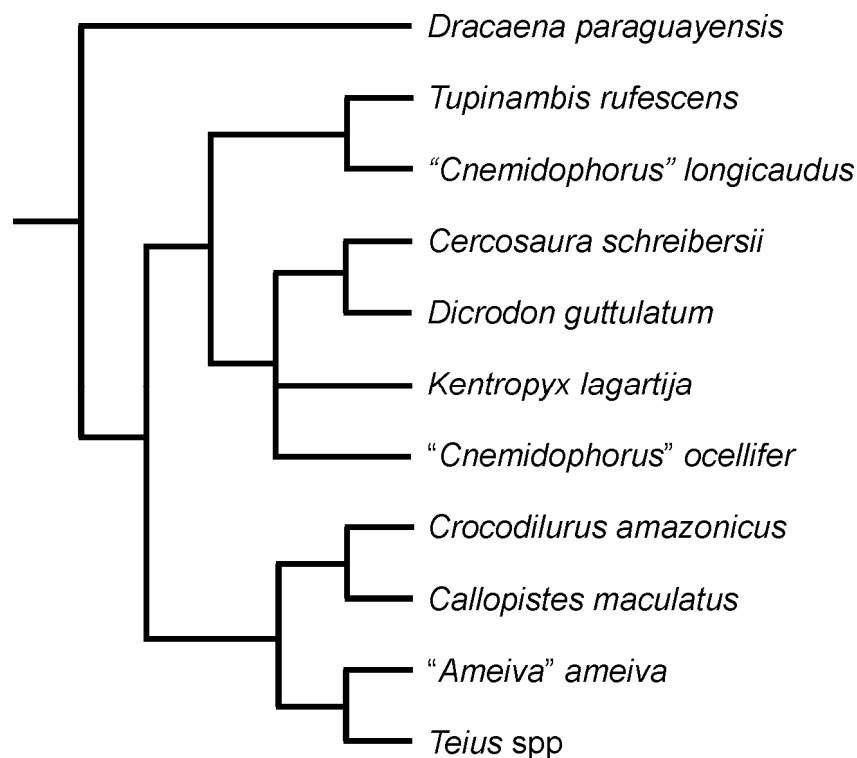 Dracaena paraguayensis
Tupinambis rufescens
“Cnemidophorus” longicaudus
Cercosaura schreibersii
Dicrodon guttulatum
Kentropyx lagartija
“Cnemidophorus” ocellifer
Crocodilurus amazonicus
Callopistes maculatus
“Ameiva” ameiva
Teius spp